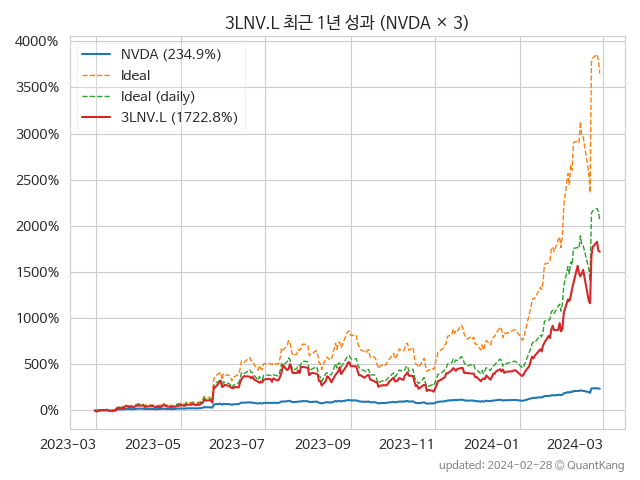 3LNV.L 최근 1년 성과 (NVDA × 3)
4000%
3500%
3000%
2500%
2000%
1500%
1000%
500%
0%
NVDA (234.9%)
Ideal
Ideal (daily)
3LNV.L (1722.8%)
2023-03
2023-05
2023-07
2023-09
2023-11
2024-01
2024-03
updated: 2024-02-28 © QuantKang